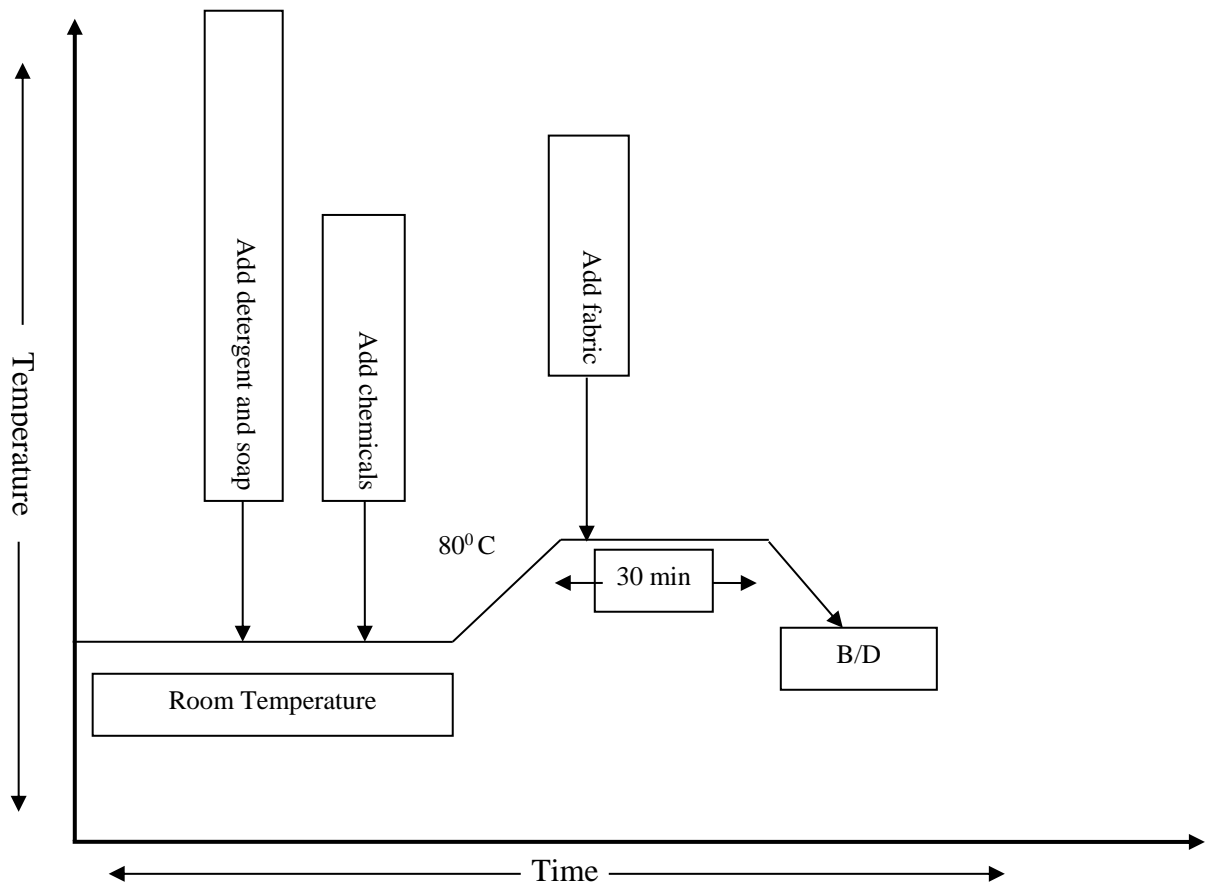 Add detergent and soap
Add chemicals
Add fabric
Temperature
80⁰ C
30 min
B/D
Room Temperature
Time